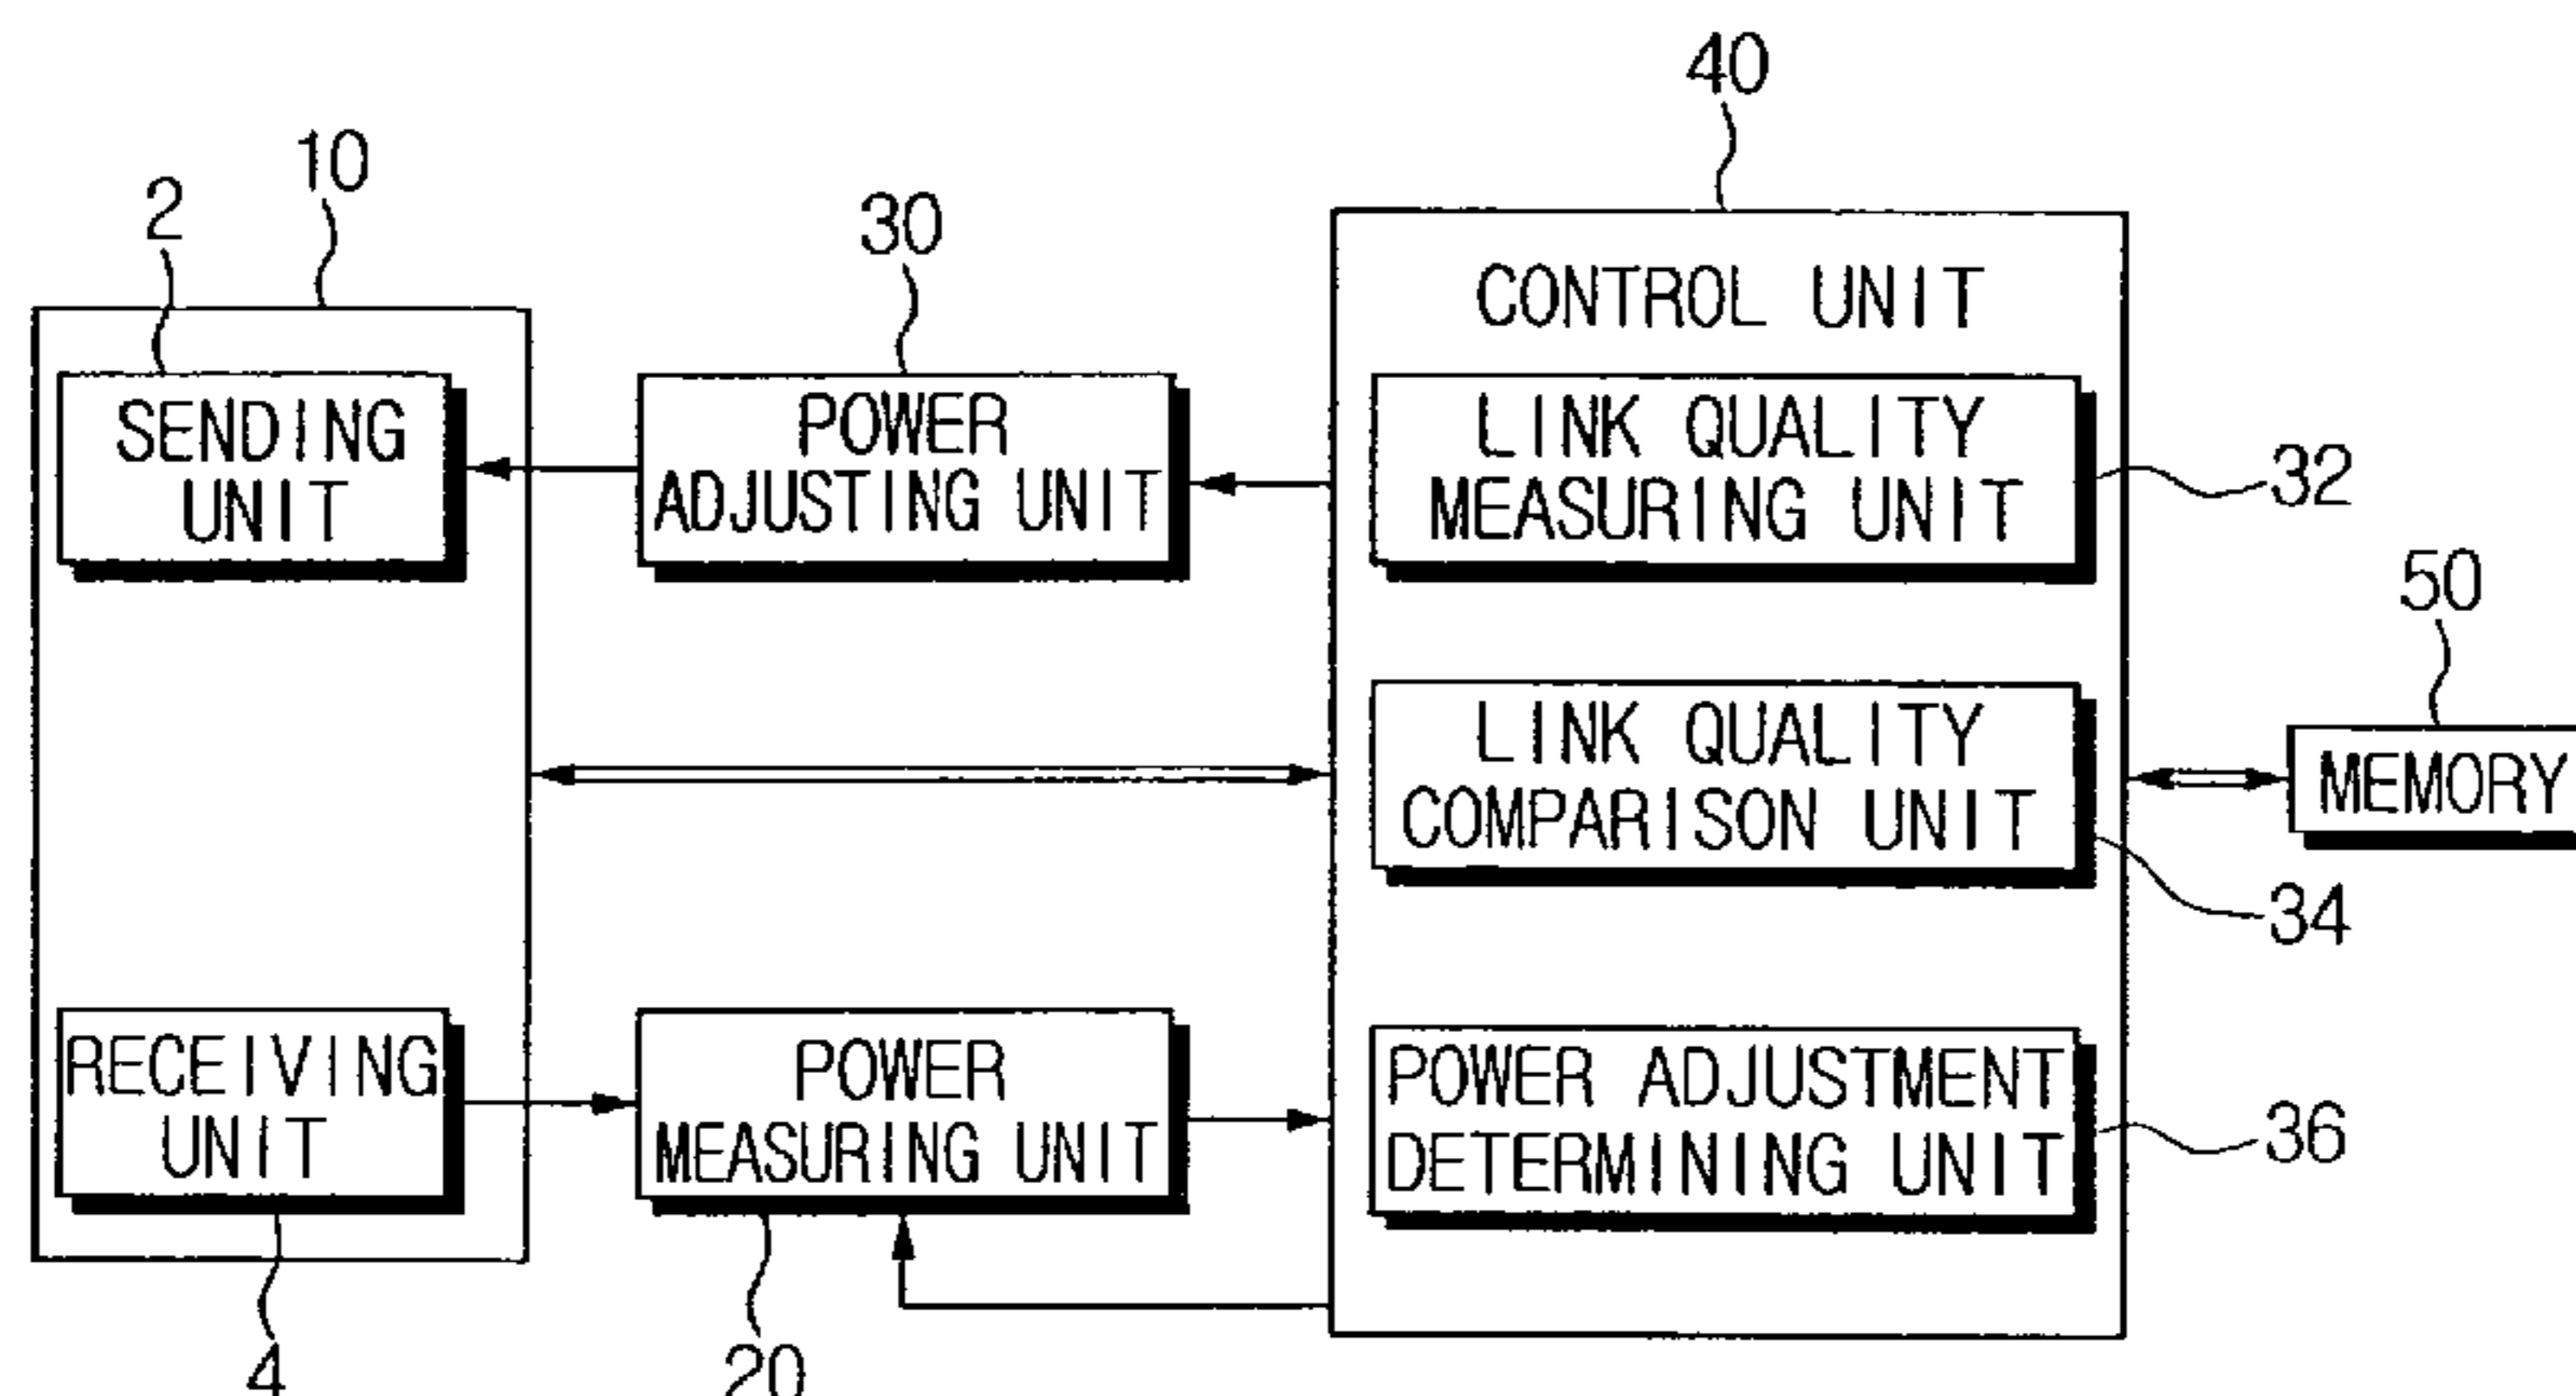 40
10
2
30
CONTROL UNIT
SENDING
UNIT
POWER
ADJUSTING UNIT
LINK QUALITY
MEASURING UNIT
32
50
LINK QUALITY
COMPARISON UNIT
MEMORY
34
RECEIVING
UNIT
POWER
MEASURING UNIT
POWER ADJUSTMENT
DETERMINING UNIT
36
4
20